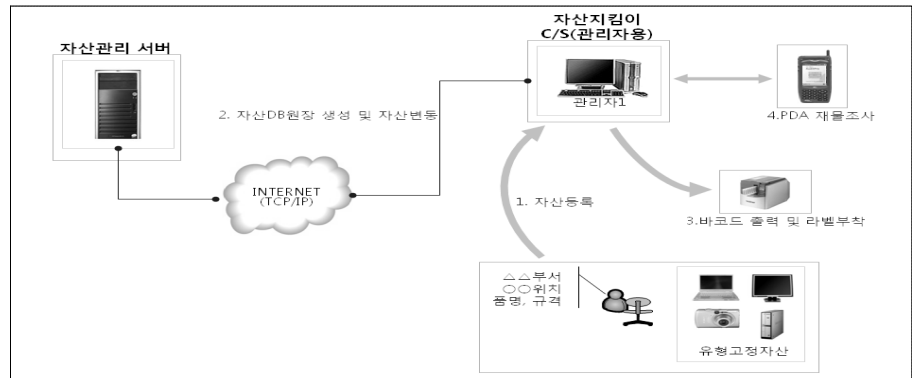 자산관리 서버
자산지킴이
C/S(관리자용)
관리자1
4.PDA 재물조사
2. 자산DB원장 생성 및 자산변동
INTERNET
(TCP/IP)
1. 자산등록
3.바코드 출력 및 라벨부착
△△부서
○○위치
품명, 규격
유형고정자산